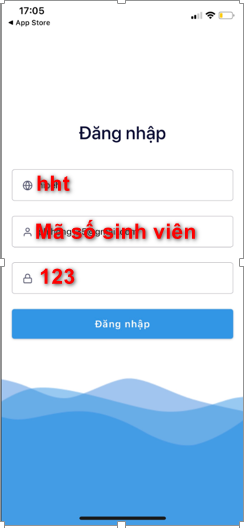 17:05
App Store
Đăng nhập
hht
Mã số sinh viên
123
Đăng nhập